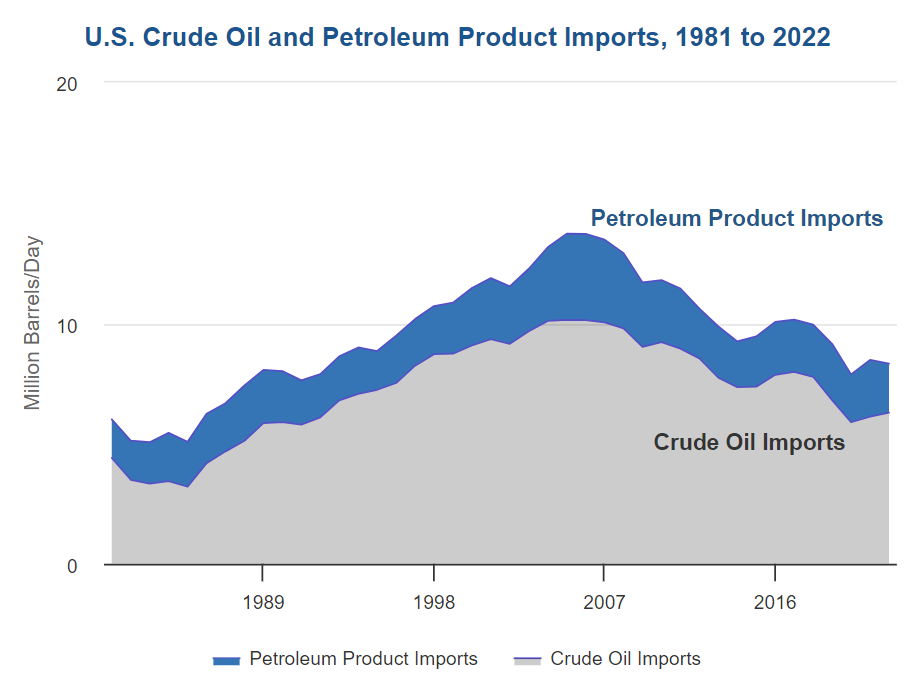 U.S. Crude Oil and Petroleum Product Imports, 1981 to 2022
20
Petroleum Product Imports
Million Barrels/Day
10
Crude Oil Imports
0
1989 1998 2007 2016
Petroleum Product Imports Crude Oil Imports